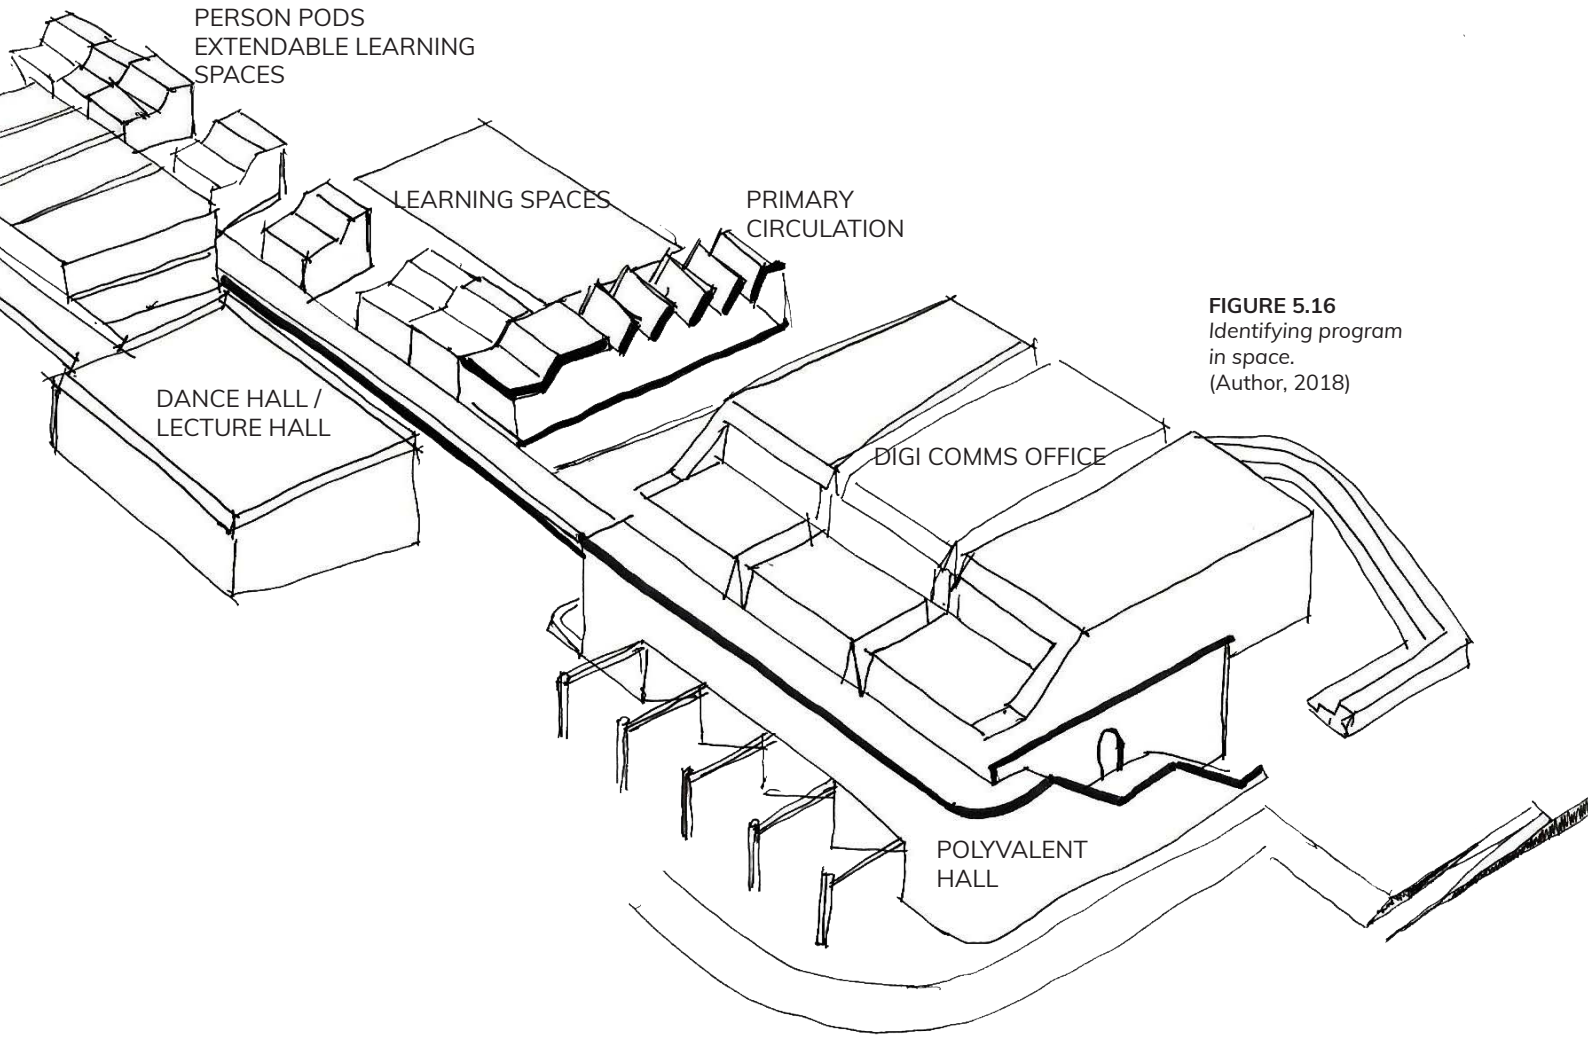 PERSON PODS
EXTENDABLE LEARNING
SPACES
LEARNING SPACES
PRIMARY
CIRCULATION
FIGURE 5.16
Identifying program
in space.
(Author, 2018)
DANCE HALL /
LECTURE HALL
DIGI COMMS OFFICE
POLYVALENT
HALL